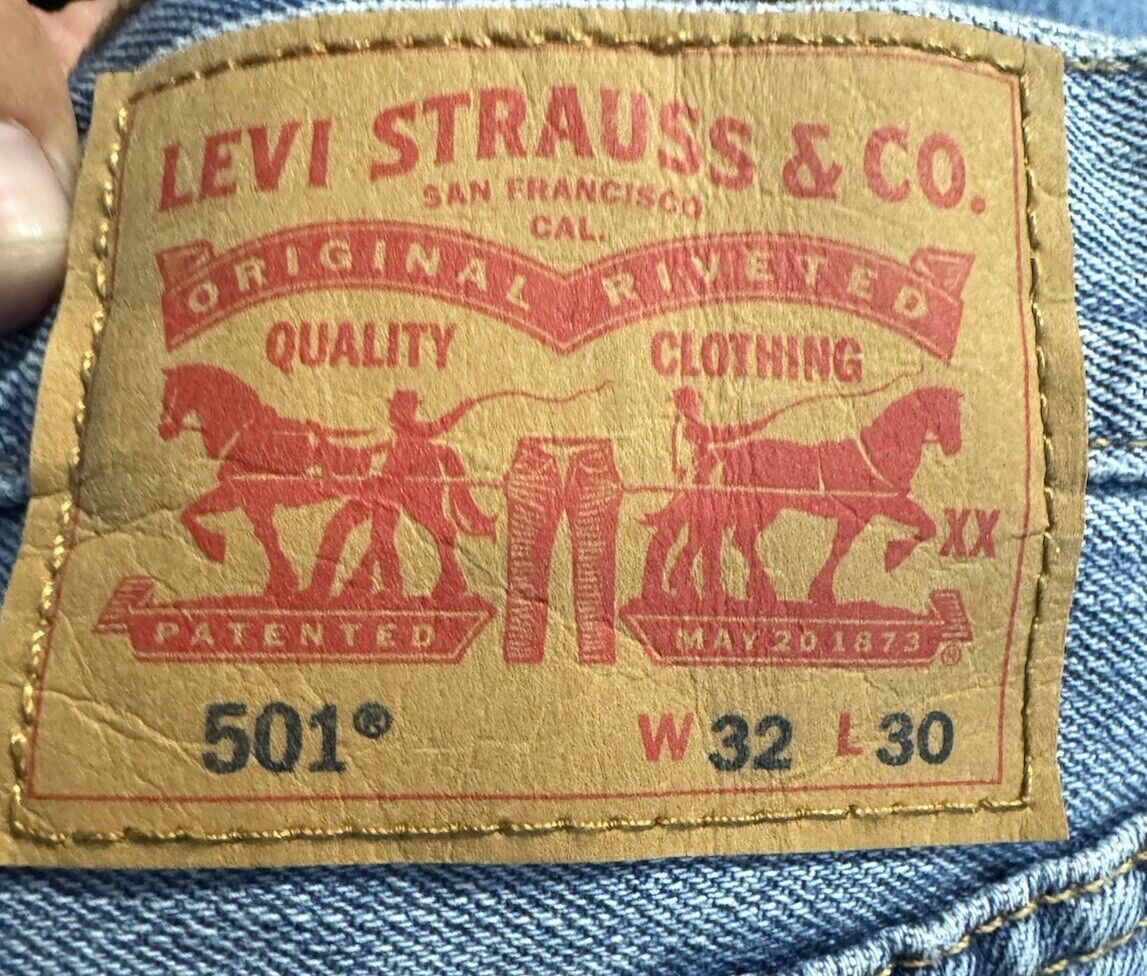 LEVI STRAUSS & CO.
SAN FRANCISCO
CAL.
ORIGINAL RIVETED
QUALITY CLOTHING
XX
PATENTED MAY 20 1873 ®
501® W 32 L 30